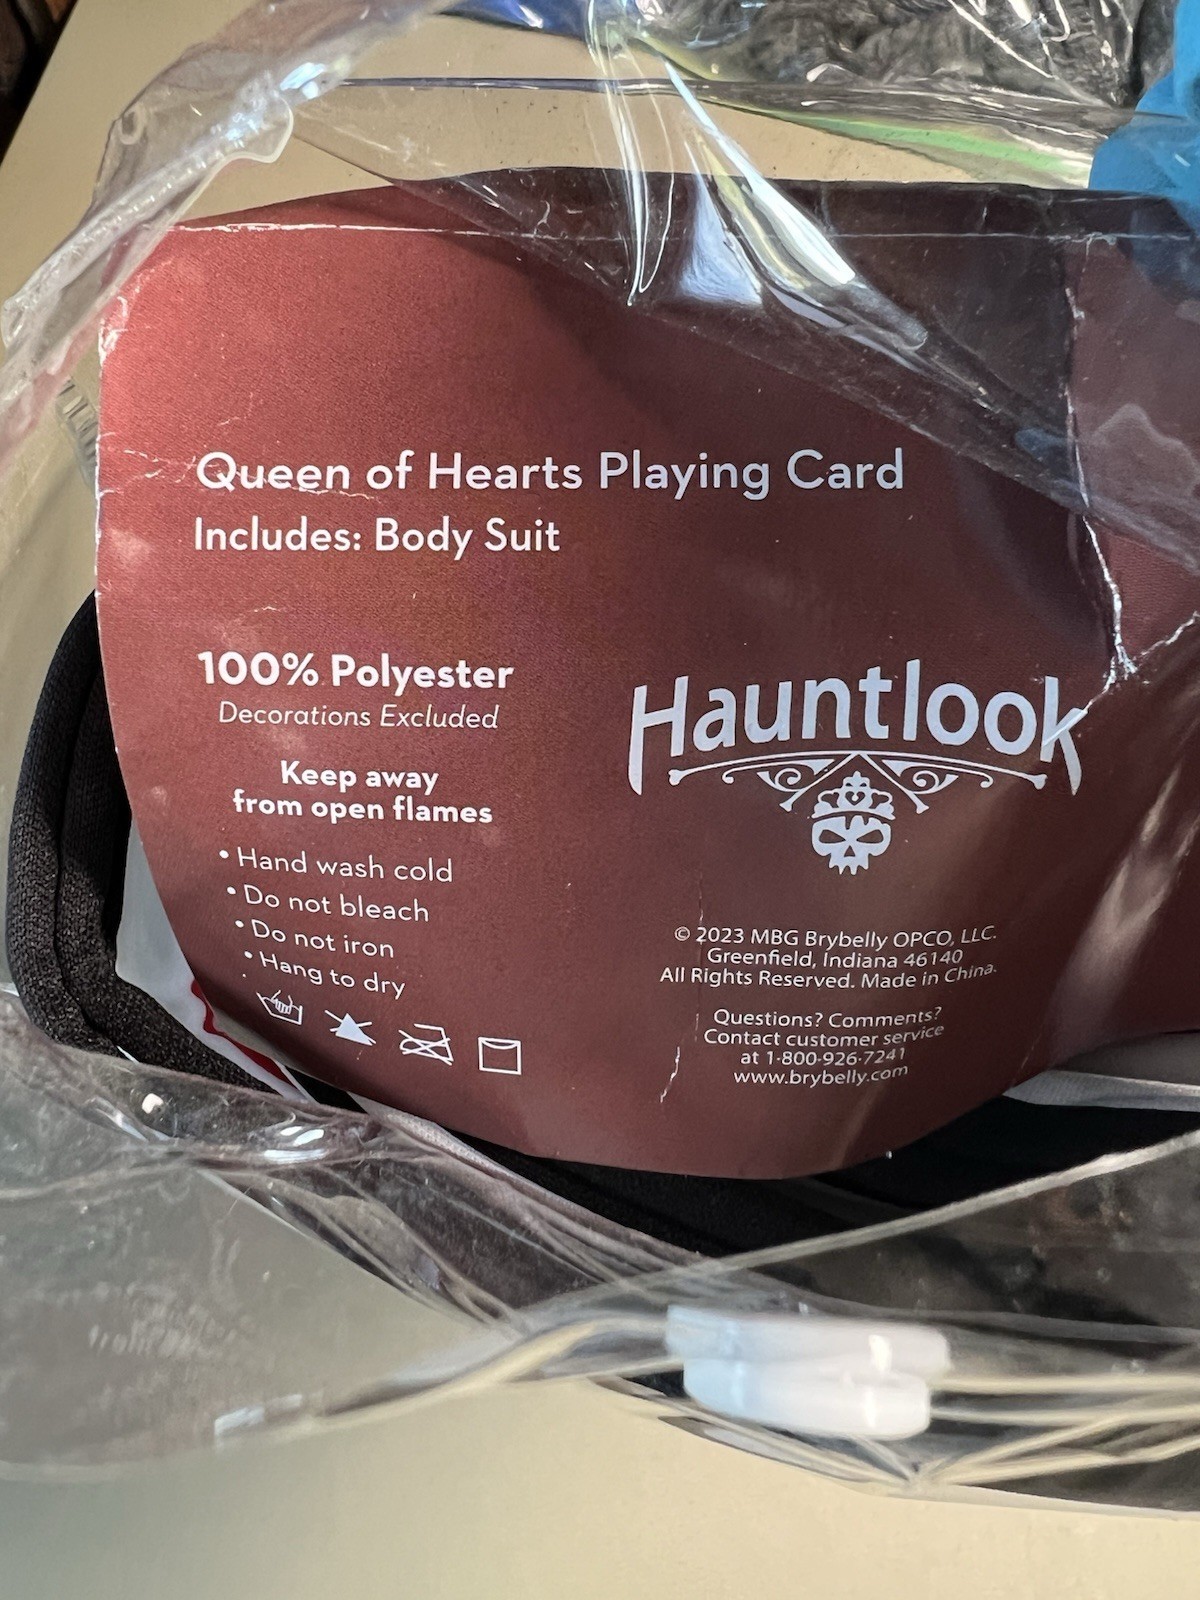 Queen of Hearts Playing Card
Includes: Body Suit
100% Polyester
Decorations Excluded
Keep away
from open flames
• Hand wash cold
• Do not bleach
• Do not iron
• Hang to dry
Hauntlook
© 2023 MBG Brybelly OPCO, LLC.
Greenfield, Indiana 46140
All Rights Reserved. Made in China.
Questions? Comments?
Contact customer service
at 1-800-926-7241
www.brybelly.com